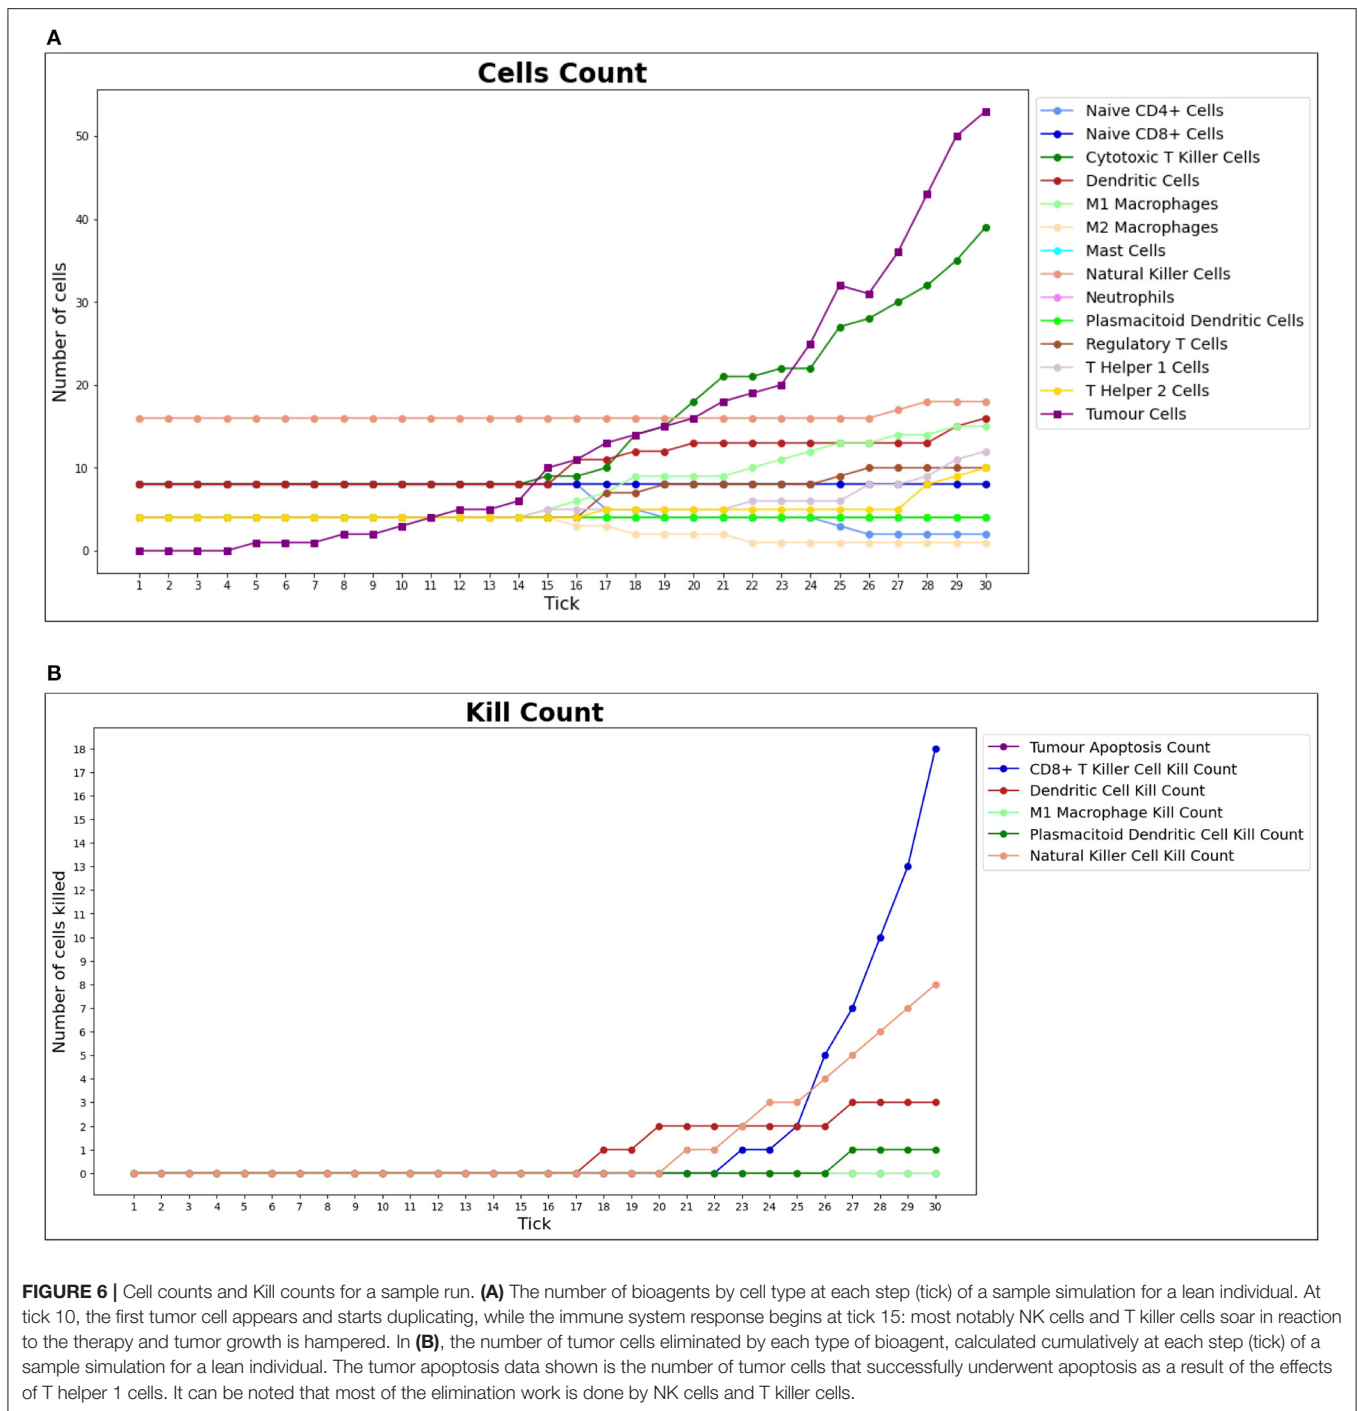 A
Cells Count
Number of cells
50
40
30
20
10
0
1 2 3 4 5 6 7 8 9 10 11 12 13 14 15 16 17 18 19 20 21 22 23 24 25 26 27 28 29 30
Tick
Naive CD4+ Cells
Naive CD8+ Cells
Cytotoxic T Killer Cells
Dendritic Cells
M1 Macrophages
M2 Macrophages
Mast Cells
Natural Killer Cells
Neutrophils
Plasmacitoid Dendritic Cells
Regulatory T Cells
T Helper 1 Cells
T Helper 2 Cells
Tumour Cells
B
Kill Count
Number of cells killed
18
17
16
15
14
13
12
11
10
9
8
7
6
5
4
3
2
1
0
1 2 3 4 5 6 7 8 9 10 11 12 13 14 15 16 17 18 19 20 21 22 23 24 25 26 27 28 29 30
Tick
Tumour Apoptosis Count
CD8+ T Killer Cell Kill Count
Dendritic Cell Kill Count
M1 Macrophage Kill Count
Plasmacitoid Dendritic Cell Kill Count
Natural Killer Cell Kill Count
FIGURE 6 | Cell counts and Kill counts for a sample run. (A) The number of bioagents by cell type at each step (tick) of a sample simulation for a lean individual. At
tick 10, the first tumor cell appears and starts duplicating, while the immune system response begins at tick 15: most notably NK cells and T killer cells soar in reaction
to the therapy and tumor growth is hampered. In (B), the number of tumor cells eliminated by each type of bioagent, calculated cumulatively at each step (tick) of a
sample simulation for a lean individual. The tumor apoptosis data shown is the number of tumor cells that successfully underwent apoptosis as a result of the effects
of T helper 1 cells. It can be noted that most of the elimination work is done by NK cells and T killer cells.